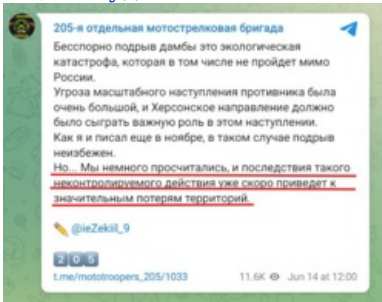 205-я отдельная мотострелковая бригада
Бесспорно подрыв дамбы это экологическая
катастрофа, которая в том числе не пройдет мимо
России.
Угроза масштабного наступления противника была
очень большой, и Херсонское направление должно
было сыграть важную роль в этом наступлении.
Как я и писал еще в ноябре, в таком случае подрыв
неизбежен.
Но... Мы немного просчитались, и последствия такого
неконтролируемого действия уже скоро приведет к
значительным потерям территорий.
@ieZekiil_9
2 0 5
t.me/mototroopers_205/1033 11.6K Jun 14 at 12:00